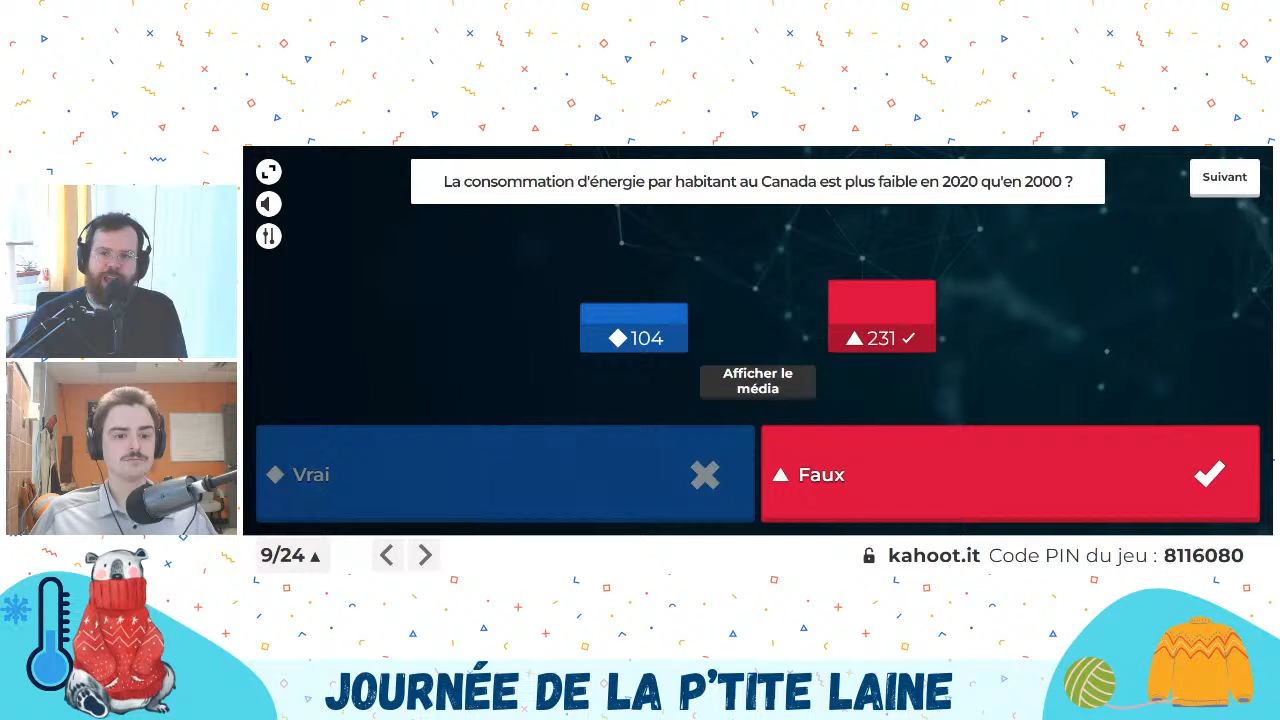 La consommation d'énergie par habitant au Canada est plus faible en 2020 qu'en 2000 ?
Suivant
104
231
Afficher le
média
Vrai
Faux
9/24
kahoot.it Code PIN du jeu : 8116080
JOURNÉE DE LA P'TITE LAINE